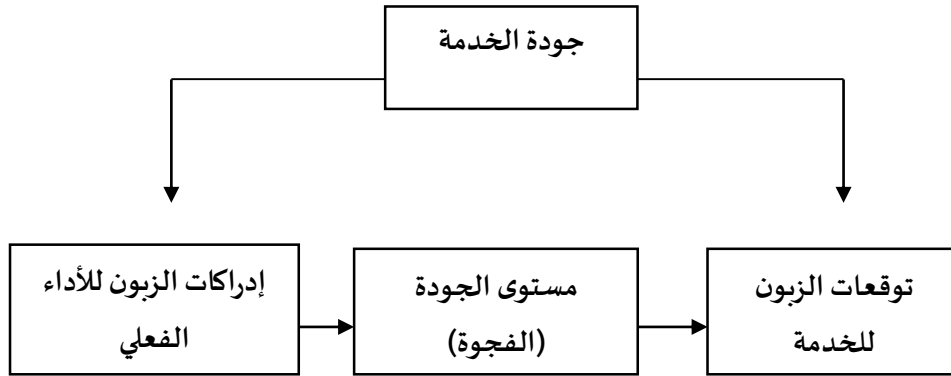 جودة الخدمة
توقعات الزبون
للخدمة
مستوى الجودة
(الفجوة)
إدراكات الزبون للأداء
الفعلي